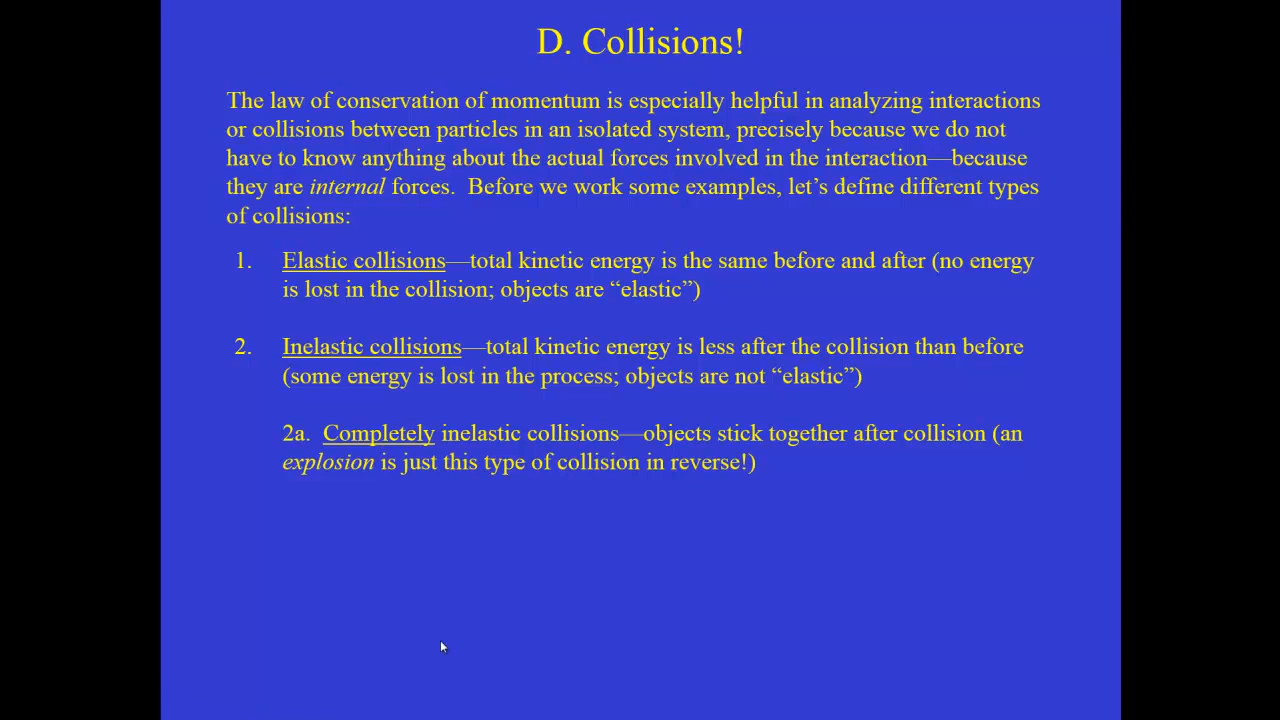 D. Collisions!
The law of conservation of momentum is especially helpful in analyzing interactions
or collisions between particles in an isolated system, precisely because we do not
have to know anything about the actual forces involved in the interaction—because
they are internal forces.  Before we work some examples, let’s define different types
of collisions:
1. Elastic collisions—total kinetic energy is the same before and after (no energy
is lost in the collision; objects are “elastic”)
2. Inelastic collisions—total kinetic energy is less after the collision than before
(some energy is lost in the process; objects are not “elastic”)
2a. Completely inelastic collisions—objects stick together after collision (an
explosion is just this type of collision in reverse!)